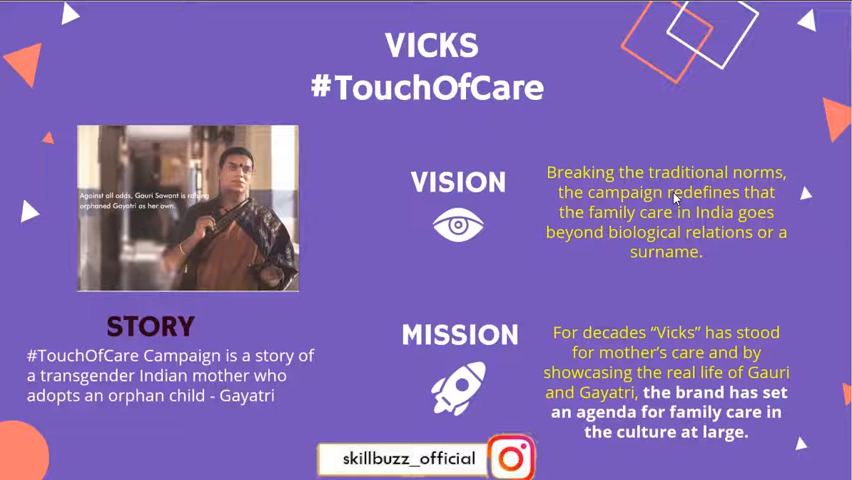 VICKS
#TouchOfCare
Against all odds, Gauri Sawant is raising
orphaned Gayatri as her own.
STORY
#TouchOfCare Campaign is a story of
a transgender Indian mother who
adopts an orphan child - Gayatri
VISION
Breaking the traditional norms,
the campaign redefines that
the family care in India goes
beyond biological relations or a
surname.
MISSION
For decades “Vicks” has stood
for mother's care and by
showcasing the real life of Gauri
and Gayatri, the brand has set
an agenda for family care in
the culture at large.
skillbuzz_official